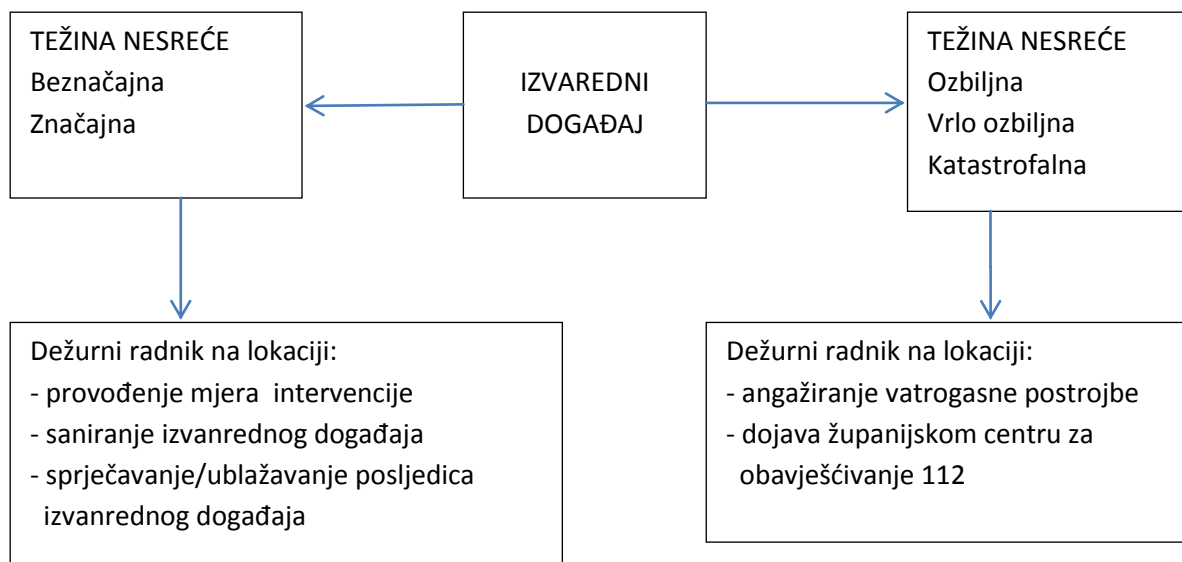 TEŽINA NESREĆE
Beznačajna
Značajna
IZVAREDNI
DOGAĐAJ
TEŽINA NESREĆE
Ozbiljna
Vrlo ozbiljna
Katastrofalna
Dežurni radnik na lokaciji:
- provođenje mjera intervencije
- saniranje izvanrednog događaja
- sprječavanje/ublažavanje posljedica
izvanrednog događaja
Dežurni radnik na lokaciji:
- angažiranje vatrogasne postrojbe
- dojava županijskom centru za
obavješćivanje 112